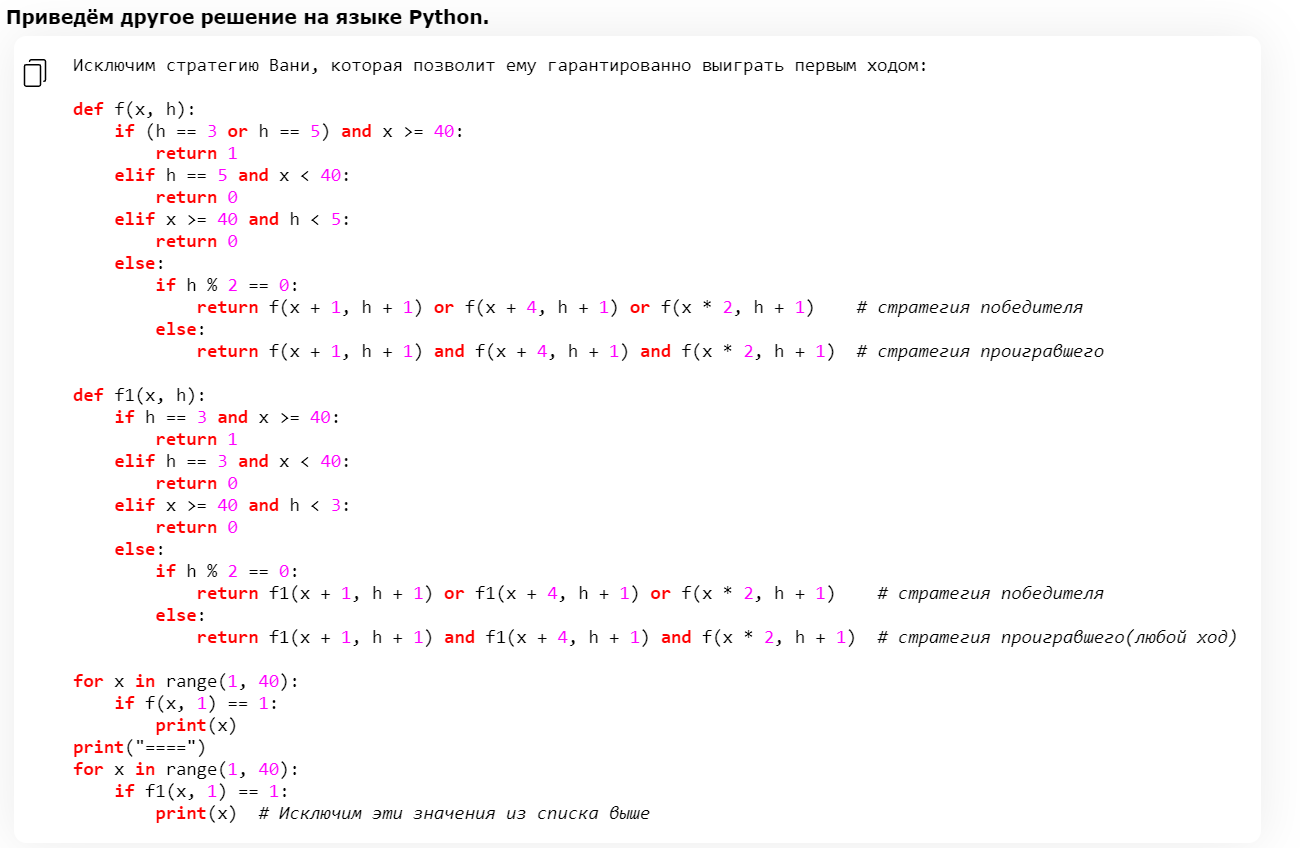 Приведём другое решение на языке Python.
Исключим стратегию Вани, которая позволит ему гарантированно выиграть первым ходом:
def f(x, h):
    if (h == 3 or h == 5) and x >= 40:
        return 1
    elif h == 5 and x < 40:
        return 0
    elif x >= 40 and h < 5:
        return 0
    else:
        if h % 2 == 0:
            return f(x + 1, h + 1) or f(x + 4, h + 1) or f(x * 2, h + 1)    # стратегия победителя
        else:
            return f(x + 1, h + 1) and f(x + 4, h + 1) and f(x * 2, h + 1)  # стратегия проигравшего
def f1(x, h):
    if h == 3 and x >= 40:
        return 1
    elif h == 3 and x < 40:
        return 0
    elif x >= 40 and h < 3:
        return 0
    else:
        if h % 2 == 0:
            return f1(x + 1, h + 1) or f1(x + 4, h + 1) or f(x * 2, h + 1)    # стратегия победителя
        else:
            return f1(x + 1, h + 1) and f1(x + 4, h + 1) and f(x * 2, h + 1)  # стратегия проигравшего(любой ход)
for x in range(1, 40):
    if f(x, 1) == 1:
        print(x)
print("====")
for x in range(1, 40):
    if f1(x, 1) == 1:
        print(x)  # Исключим эти значения из списка выше